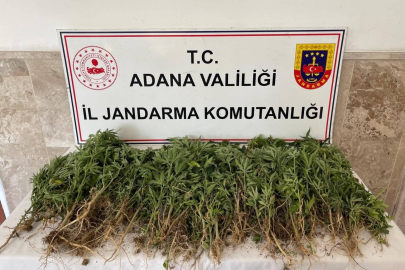 T.C.
ADANA VALİLİĞİ
İL JANDARMA KOMUTANLIĞI